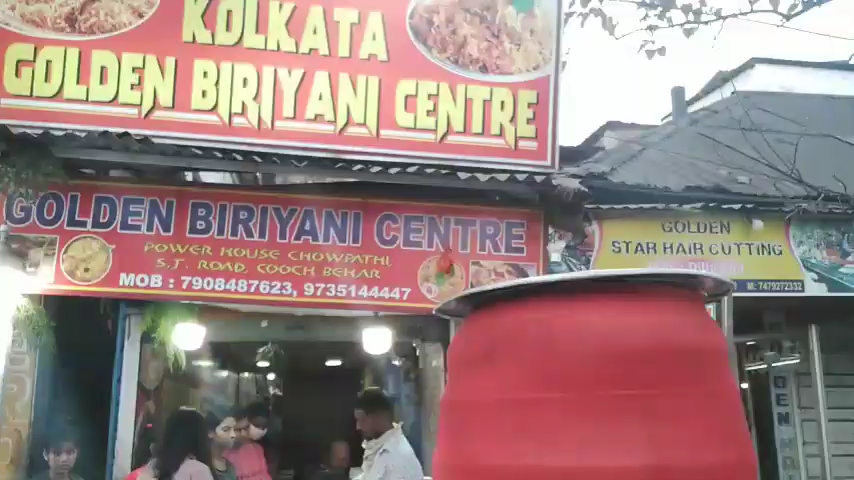 KOLKATA
GOLDEN BIRIYANI CENTRE
GOLDEN BIRIYANI CENTRE
POWER HOUSE CHOWPATHI,
S.T. ROAD, COOCH BEHAR
MOB : 7908487623, 9735144447
GOLDEN
STAR HAIR CUTTING
M: 7479272332